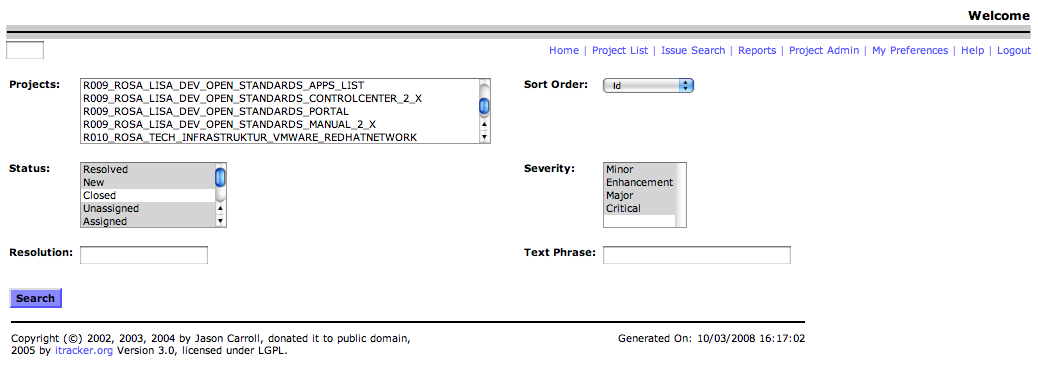 Welcome
Home | Project List | Issue Search | Reports | Project Admin | My Preferences | Help | Logout
Projects:
R009_ROSA_LISA_DEV_OPEN_STANDARDS_APPS_LIST
R009_ROSA_LISA_DEV_OPEN_STANDARDS_CONTROLCENTER_2_X
R009_ROSA_LISA_DEV_OPEN_STANDARDS_PORTAL
R009_ROSA_LISA_DEV_OPEN_STANDARDS_MANUAL_2_X
R010_ROSA_TECH_INFRASTRUKTUR_VMWARE_REDHATNETWORK
Sort Order: Id
Status:
Resolved
New
Closed
Unassigned
Assigned
Severity:
Minor
Enhancement
Major
Critical
Resolution:
Text Phrase:
Search
Copyright (©) 2002, 2003, 2004 by Jason Carroll, donated it to public domain,
2005 by itracker.org Version 3.0, licensed under LGPL.
Generated On: 10/03/2008 16:17:02